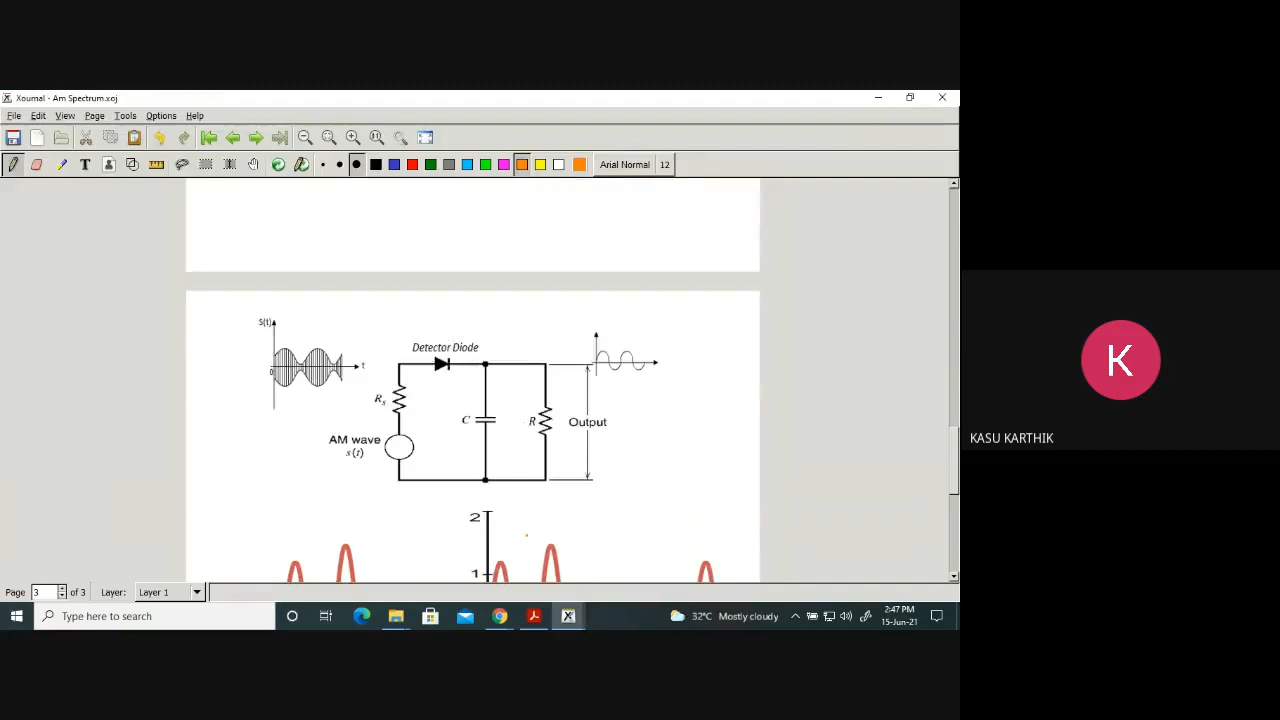 Xournal - Am Spectrum.xoj
File Edit View Page Tools Options Help
T Arial Normal 12
S(t)
0
t
Detector Diode
Rs
C
R
Output
AM wave
s(t)
2
1
K
KASU KARTHIK
Page 3 of 3 Layer: Layer 1
Type here to search
32°C Mostly cloudy
2:47 PM
15-Jun-21